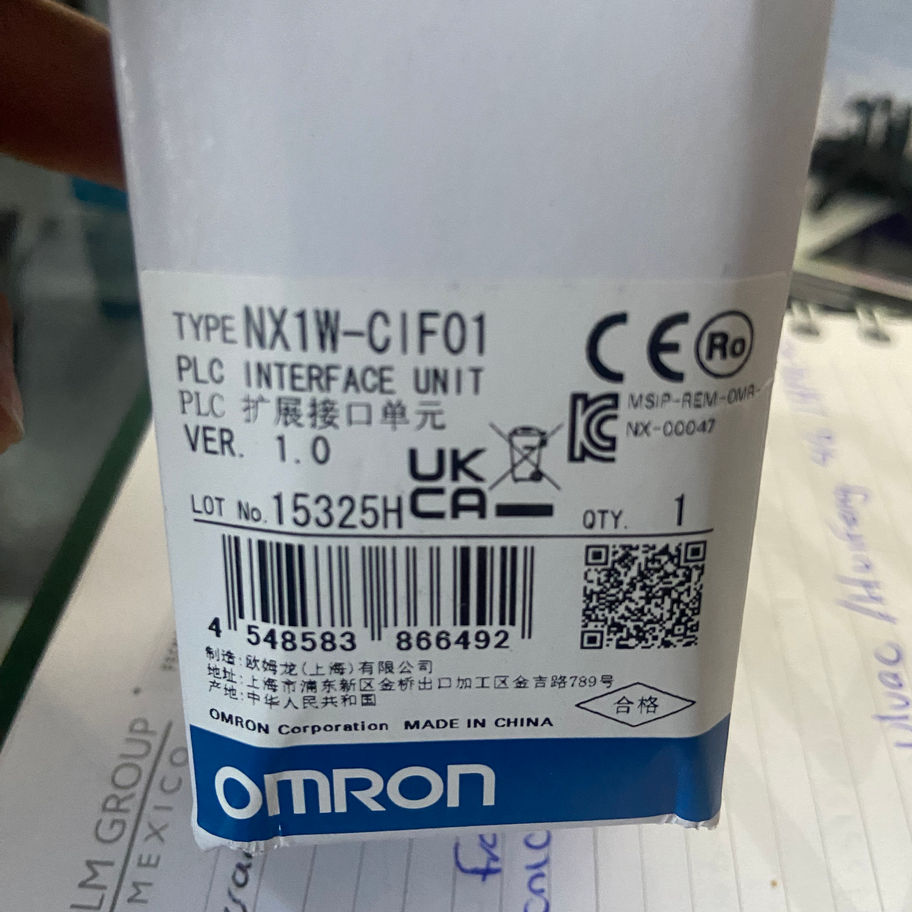 TYPE NX1W-CIF01
PLC INTERFACE UNIT
PLC 扩展接口单元
VER. 1.0
CE
Ro
MSIP-REM-OMR-
NX-00047
UK
CA
LOT No. 15325H
QTY. 1
4 548583 866492
制造:欧姆龙(上海)有限公司
地址:上海市浦东新区金桥出口加工区金吉路789号
产地:中华人民共和国
合格
OMRON Corporation MADE IN CHINA
OMRON
LM GROUP
MEXICO